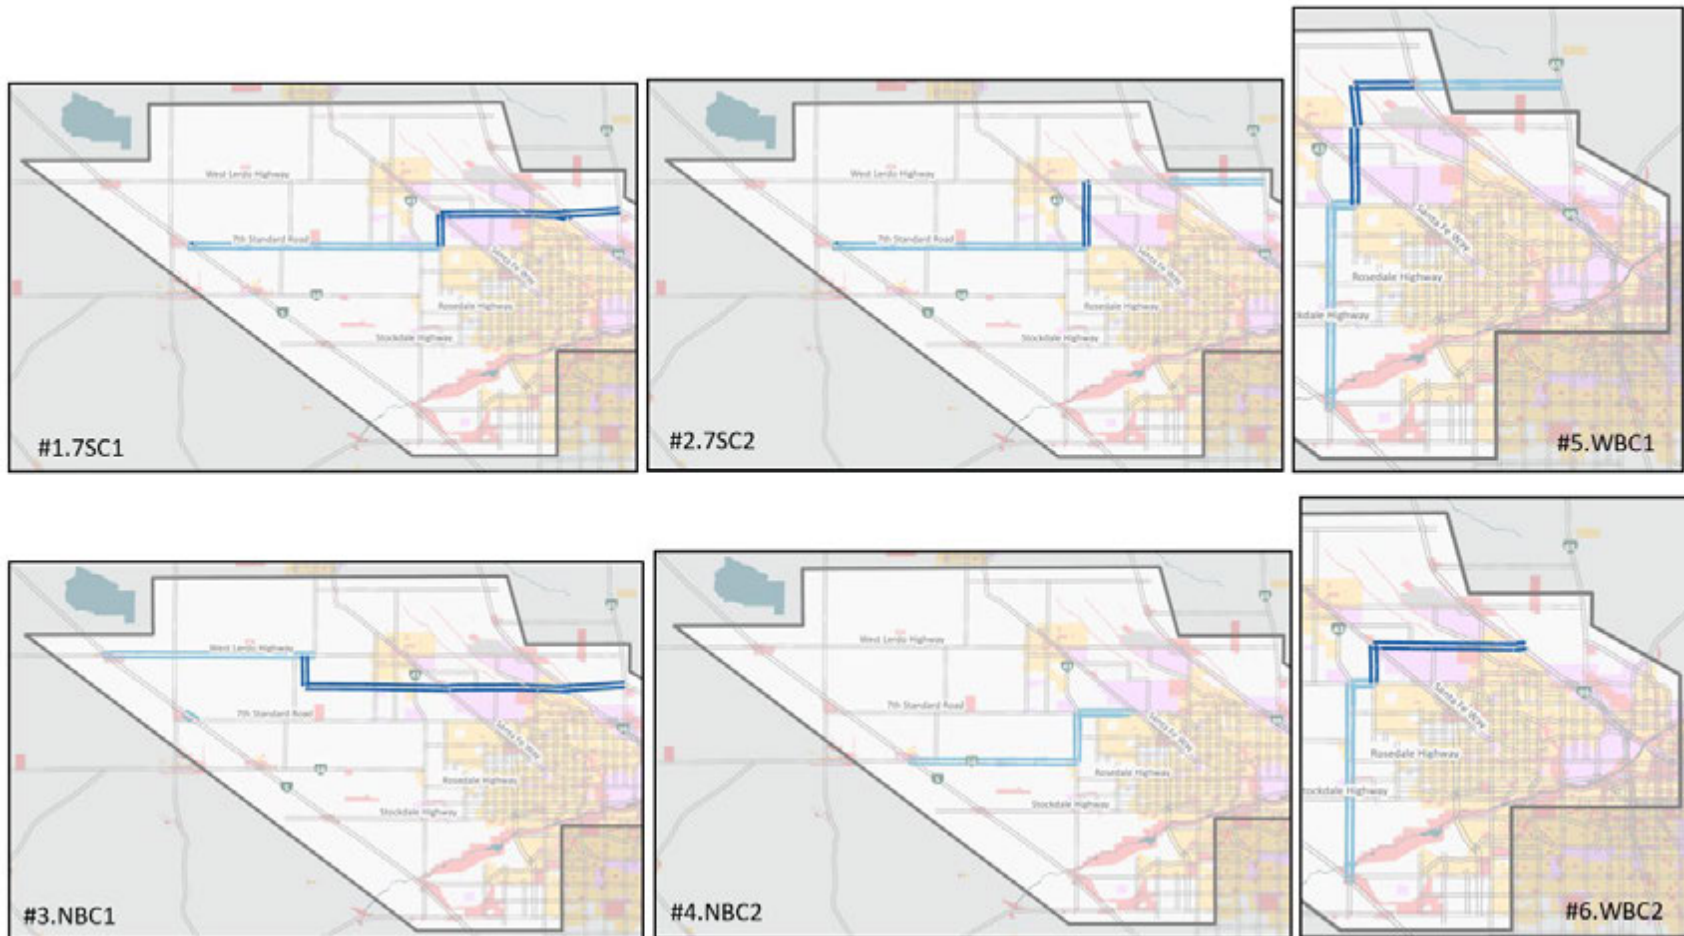 West Lerdo Highway
7th Standard Road
Santa Fe Way
Rosedale Highway
Stockdale Highway
#1.7SC1
West Lerdo Highway
7th Standard Road
Santa Fe Way
Rosedale Highway
Stockdale Highway
#2.7SC2
Santa Fe Way
Rosedale Highway
kdale Highway
#5.WBC1
West Lerdo Highway
7th Standard Road
Santa Fe Way
Rosedale Highway
Stockdale Highway
#3.NBC1
West Lerdo Highway
7th Standard Road
Santa Fe Way
Rosedale Highway
Stockdale Highway
#4.NBC2
Santa Fe Way
Rosedale Highway
tockdale Highway
#6.WBC2